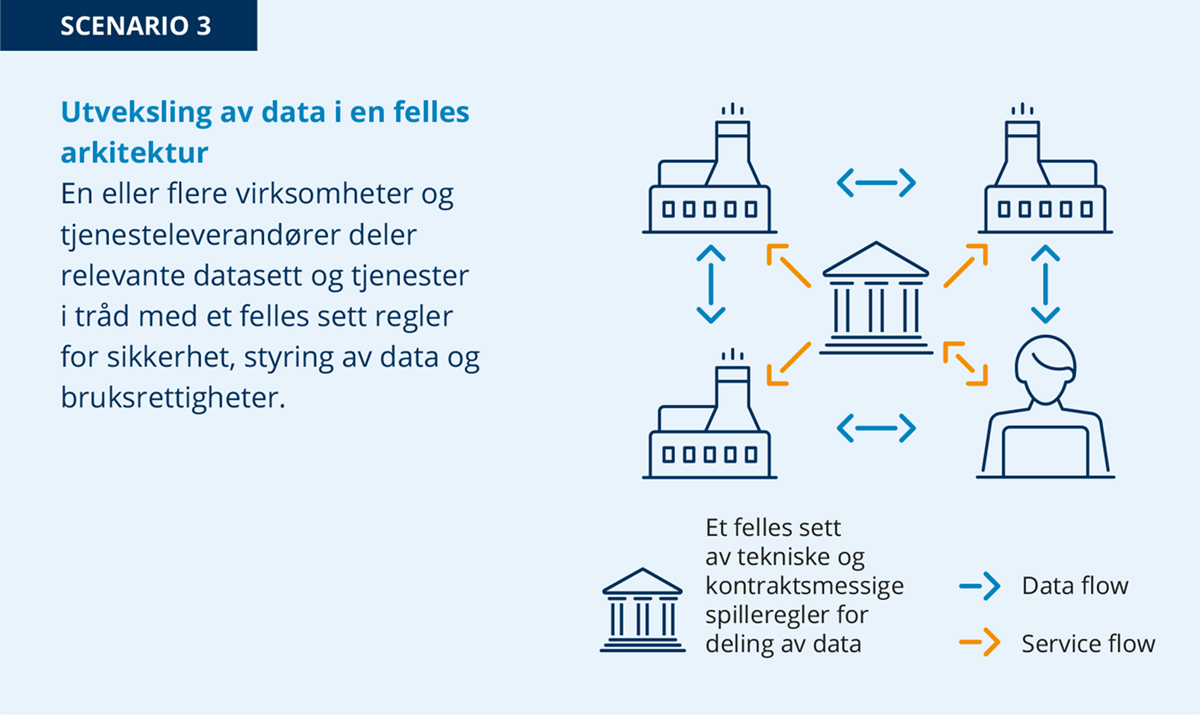 SCENARIO 3
Utveksling av data i en felles
arkitektur
En eller flere virksomheter og
tjenesteleverandører deler
relevante datasett og tjenester
i tråd med et felles sett regler
for sikkerhet, styring av data og
bruksrettigheter.
Et felles sett
av tekniske og
kontraktsmessige
spilleregler for
deling av data
Data flow
Service flow